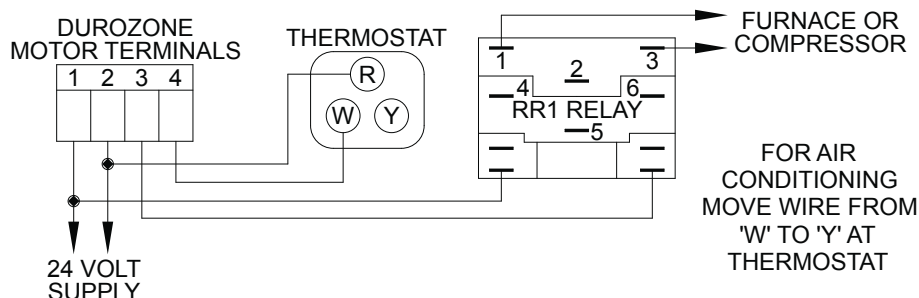 DUROZONE
MOTOR TERMINALS
1 2 3 4
THERMOSTAT
R
W Y
1 2 3
4 6
RR1 RELAY
5
FURNACE OR
COMPRESSOR
FOR AIR
CONDITIONING
MOVE WIRE FROM
'W' TO 'Y' AT
THERMOSTAT
24 VOLT
SUPPLY